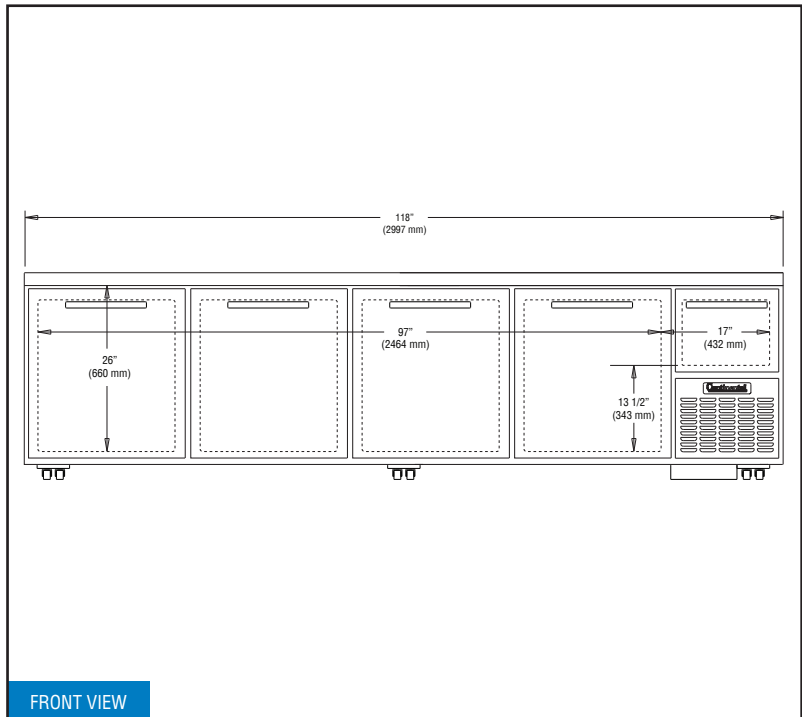 118”
(2997 mm)
97”
(2464 mm)
17”
(432 mm)
26”
(660 mm)
13 1/2”
(343 mm)
Continental
FRONT VIEW